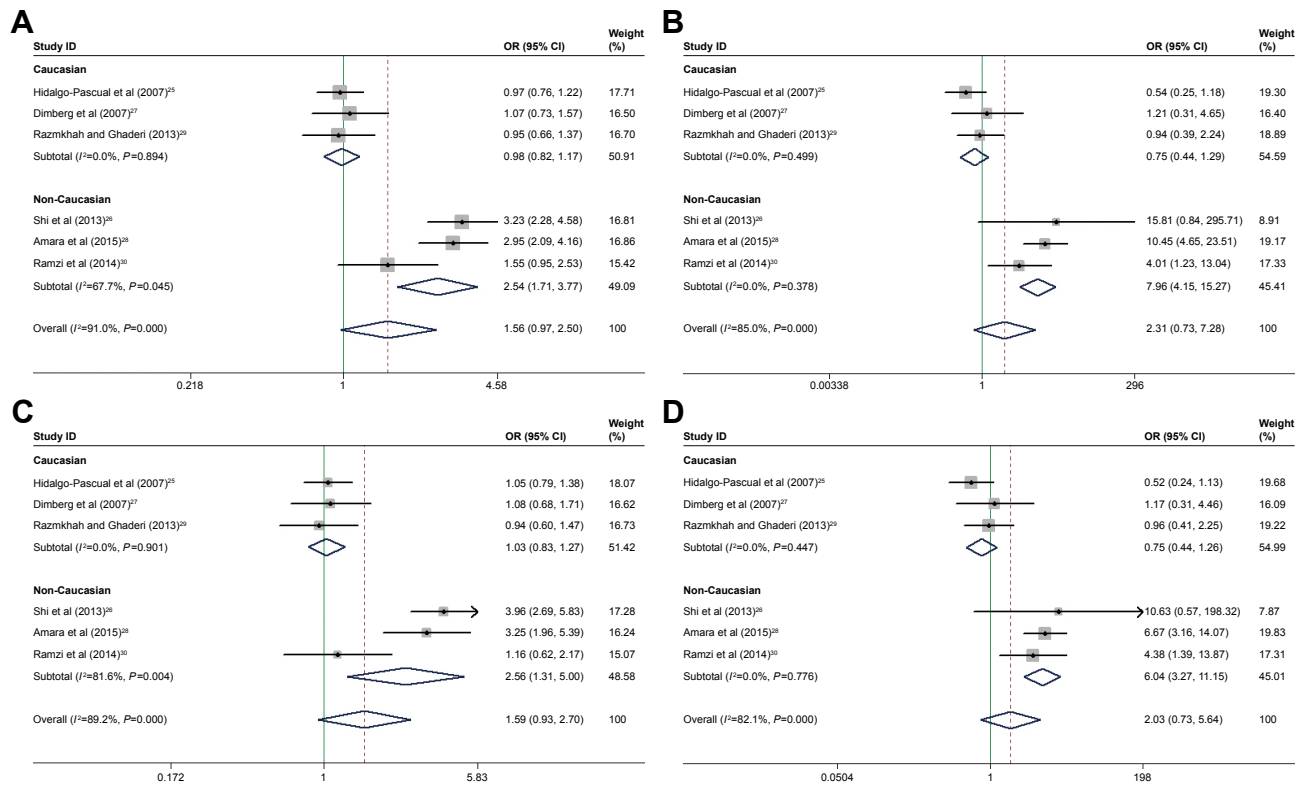 A
Study ID OR (95% CI) Weight (%)
Caucasian
Hidalgo-Pascual et al (2007)²⁵ 0.97 (0.76, 1.22) 17.71
Dimberg et al (2007)²⁷ 1.07 (0.73, 1.57) 16.50
Razmkhah and Ghaderi (2013)²⁹ 0.95 (0.66, 1.37) 16.70
Subtotal (I²=0.0%, P=0.894) 0.98 (0.82, 1.17) 50.91
Non-Caucasian
Shi et al (2013)²⁶ 3.23 (2.28, 4.58) 16.81
Amara et al (2015)²⁸ 2.95 (2.09, 4.16) 16.86
Ramzi et al (2014)³⁰ 1.55 (0.95, 2.53) 15.42
Subtotal (I²=67.7%, P=0.045) 2.54 (1.71, 3.77) 49.09
Overall (I²=91.0%, P=0.000) 1.56 (0.97, 2.50) 100
0.218 1 4.58
B
Study ID OR (95% CI) Weight (%)
Caucasian
Hidalgo-Pascual et al (2007)²⁵ 0.54 (0.25, 1.18) 19.30
Dimberg et al (2007)²⁷ 1.21 (0.31, 4.65) 16.40
Razmkhah and Ghaderi (2013)²⁹ 0.94 (0.39, 2.24) 18.89
Subtotal (I²=0.0%, P=0.499) 0.75 (0.44, 1.29) 54.59
Non-Caucasian
Shi et al (2013)²⁶ 15.81 (0.84, 295.71) 8.91
Amara et al (2015)²⁸ 10.45 (4.65, 23.51) 19.17
Ramzi et al (2014)³⁰ 4.01 (1.23, 13.04) 17.33
Subtotal (I²=0.0%, P=0.378) 7.96 (4.15, 15.27) 45.41
Overall (I²=85.0%, P=0.000) 2.31 (0.73, 7.28) 100
0.00338 1 296
C
Study ID OR (95% CI) Weight (%)
Caucasian
Hidalgo-Pascual et al (2007)²⁵ 1.05 (0.79, 1.38) 18.07
Dimberg et al (2007)²⁷ 1.08 (0.68, 1.71) 16.62
Razmkhah and Ghaderi (2013)²⁹ 0.94 (0.60, 1.47) 16.73
Subtotal (I²=0.0%, P=0.901) 1.03 (0.83, 1.27) 51.42
Non-Caucasian
Shi et al (2013)²⁶ 3.96 (2.69, 5.83) 17.28
Amara et al (2015)²⁸ 3.25 (1.96, 5.39) 16.24
Ramzi et al (2014)³⁰ 1.16 (0.62, 2.17) 15.07
Subtotal (I²=81.6%, P=0.004) 2.56 (1.31, 5.00) 48.58
Overall (I²=89.2%, P=0.000) 1.59 (0.93, 2.70) 100
0.172 1 5.83
D
Study ID OR (95% CI) Weight (%)
Caucasian
Hidalgo-Pascual et al (2007)²⁵ 0.52 (0.24, 1.13) 19.68
Dimberg et al (2007)²⁷ 1.17 (0.31, 4.46) 16.09
Razmkhah and Ghaderi (2013)²⁹ 0.96 (0.41, 2.25) 19.22
Subtotal (I²=0.0%, P=0.447) 0.75 (0.44, 1.26) 54.99
Non-Caucasian
Shi et al (2013)²⁶ 10.63 (0.57, 198.32) 7.87
Amara et al (2015)²⁸ 6.67 (3.16, 14.07) 19.83
Ramzi et al (2014)³⁰ 4.38 (1.39, 13.87) 17.31
Subtotal (I²=0.0%, P=0.776) 6.04 (3.27, 11.15) 45.01
Overall (I²=82.1%, P=0.000) 2.03 (0.73, 5.64) 100
0.0504 1 198